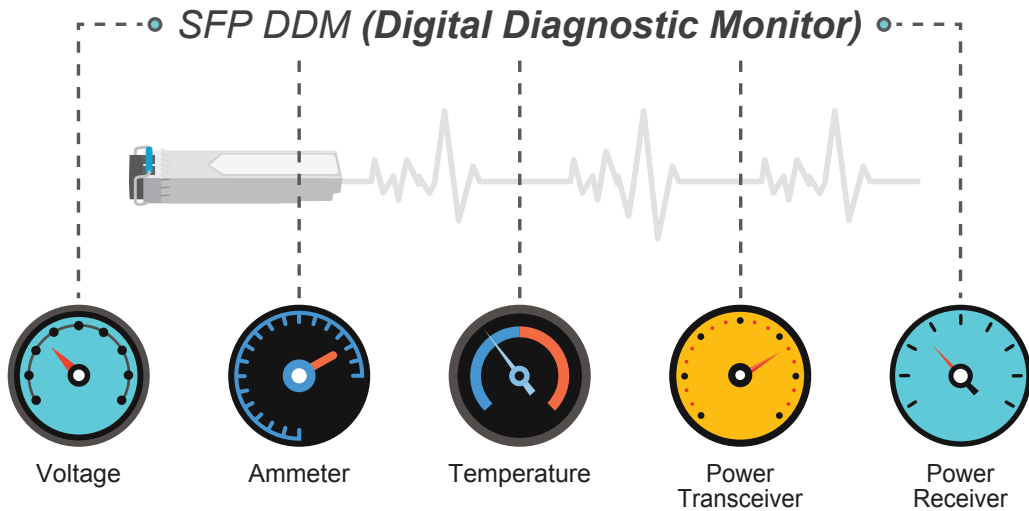 SFP DDM (Digital Diagnostic Monitor)
Voltage
Ammeter
Temperature
Power
Transceiver
Power
Receiver